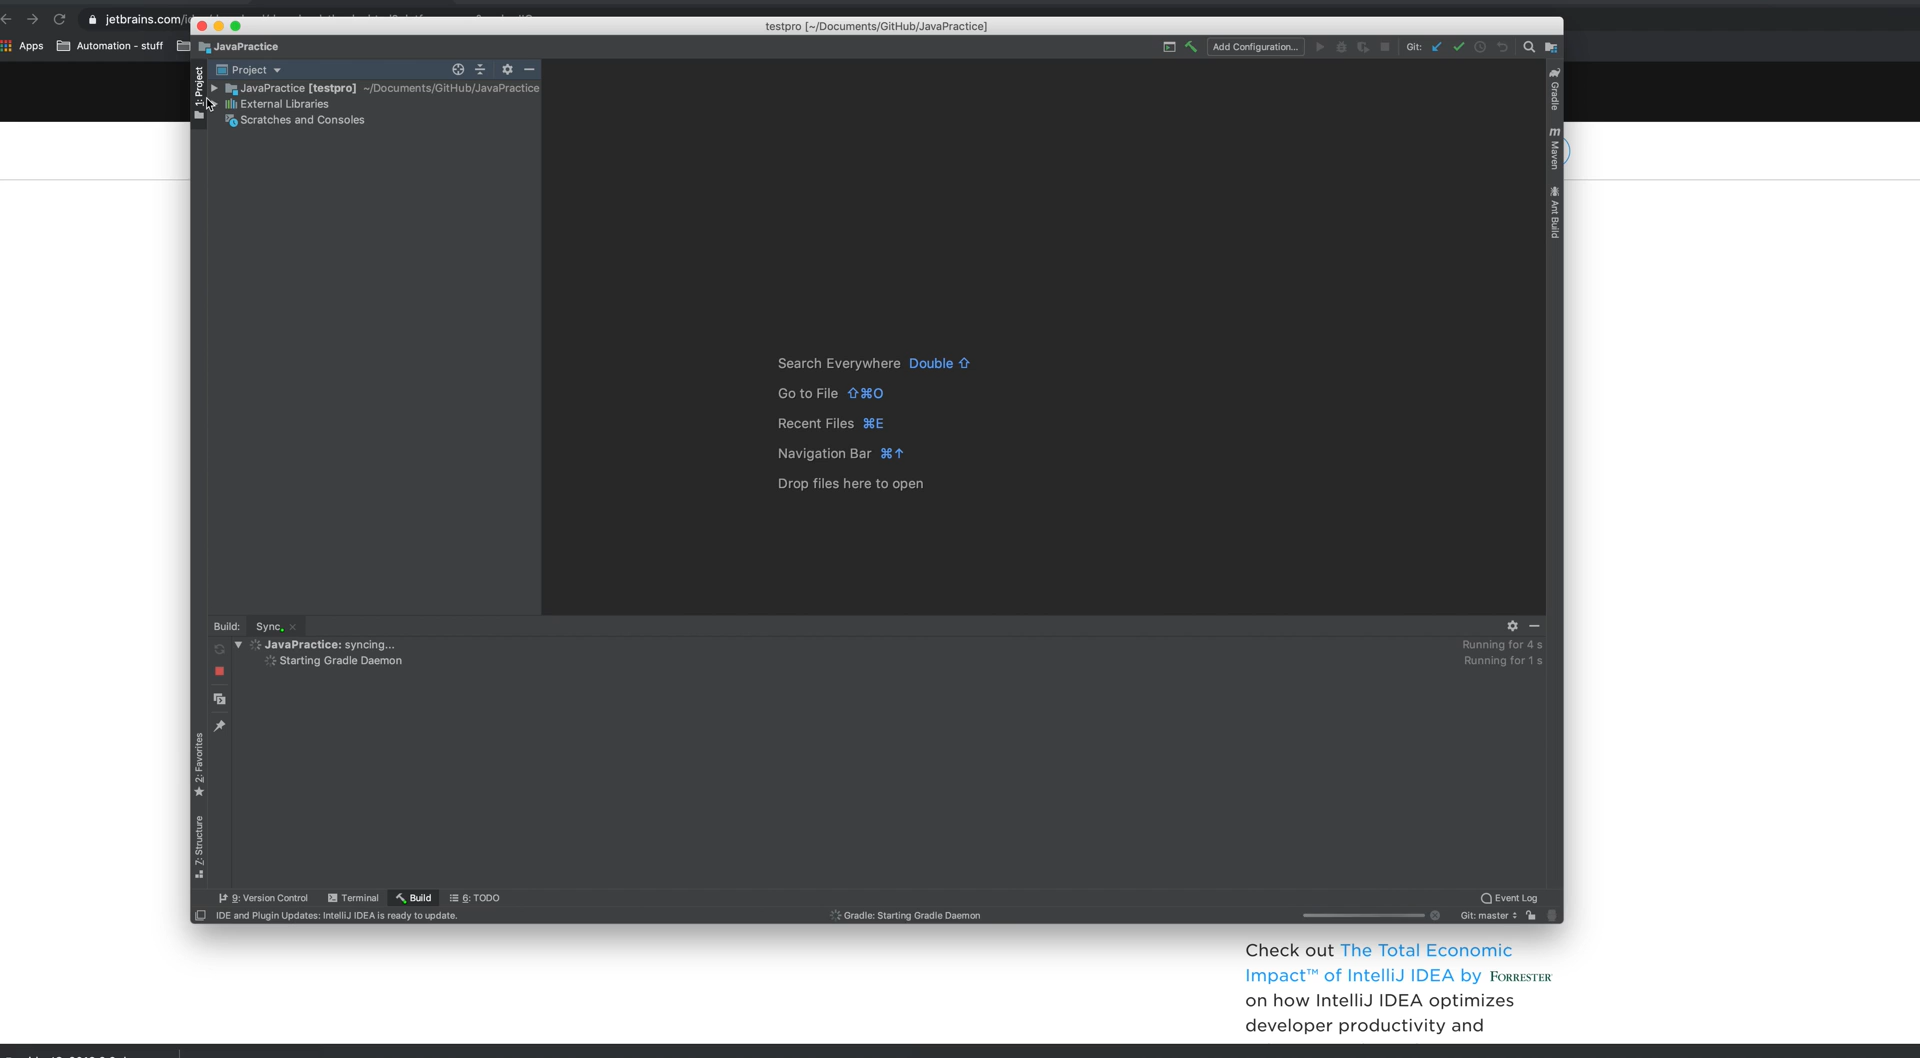 jetbrains.com/i
testpro [~/Documents/GitHub/JavaPractice]
Apps
Automation - stuff
JavaPractice
Add Configuration...
Git:
1: Project
Project
JavaPractice [testpro] ~/Documents/GitHub/JavaPractice
External Libraries
Scratches and Consoles
Gradle
m Maven
Ant Build
Search Everywhere Double ⇧
Go to File ⇧⌘O
Recent Files ⌘E
Navigation Bar ⌘↑
Drop files here to open
Build: Sync
JavaPractice: syncing... Running for 4 s
Starting Gradle Daemon Running for 1 s
2: Favorites
7: Structure
9: Version Control
Terminal
Build
6: TODO
Event Log
IDE and Plugin Updates: IntelliJ IDEA is ready to update.
Gradle: Starting Gradle Daemon
Git: master
Check out The Total Economic
Impact™ of IntelliJ IDEA by FORRESTER
on how IntelliJ IDEA optimizes
developer productivity and